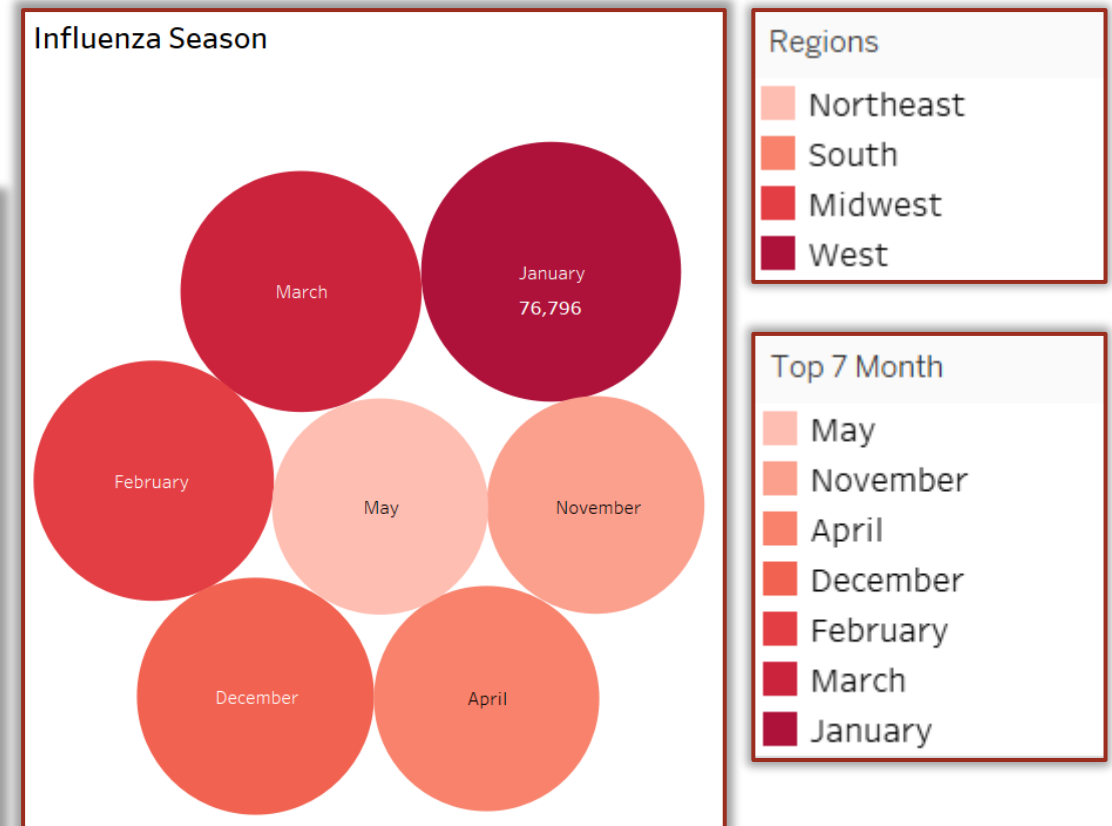 Influenza Season
March
January
76,796
February
May
November
December
April
Regions
Northeast
South
Midwest
West
Top 7 Month
May
November
April
December
February
March
January